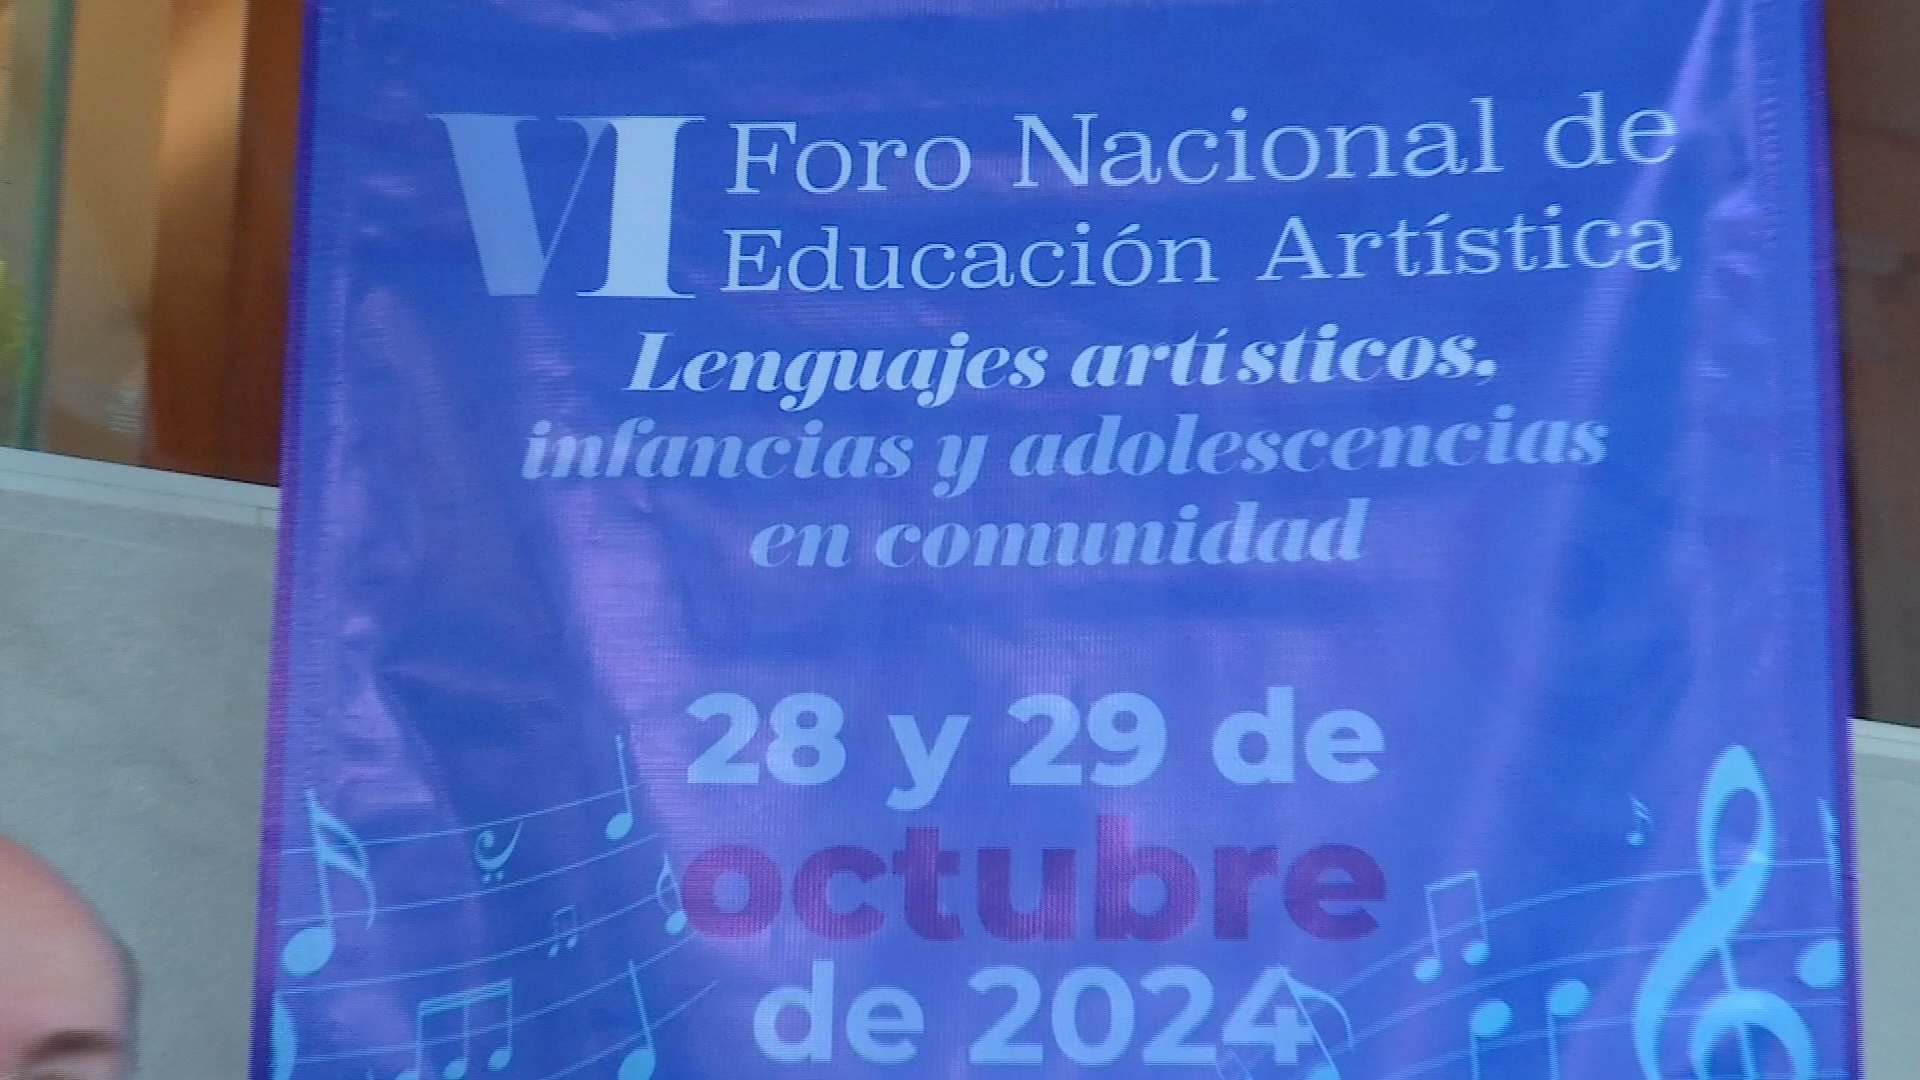 VI Foro Nacional de
Educación Artística
Lenguajes artísticos,
infancias y adolescencias
en comunidad
28 y 29 de
octubre
de 2024